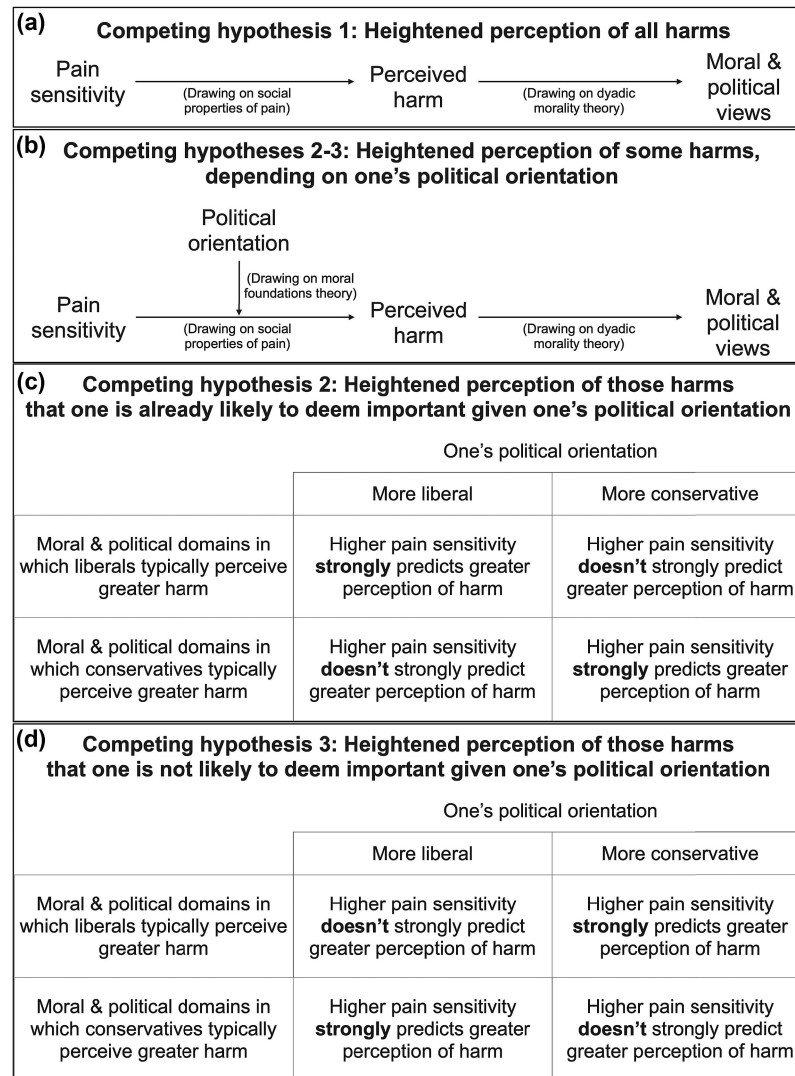 (a)
Competing hypothesis 1: Heightened perception of all harms
Pain
sensitivity
(Drawing on social
properties of pain)
Perceived
harm
(Drawing on dyadic
morality theory)
Moral &
political
views
(b)
Competing hypotheses 2-3: Heightened perception of some harms,
depending on one’s political orientation
Political
orientation
(Drawing on moral
foundations theory)
Pain
sensitivity
(Drawing on social
properties of pain)
Perceived
harm
(Drawing on dyadic
morality theory)
Moral &
political
views
(c)
Competing hypothesis 2: Heightened perception of those harms
that one is already likely to deem important given one’s political orientation
One’s political orientation
More liberal
More conservative
Moral & political domains in
which liberals typically perceive
greater harm
Higher pain sensitivity
strongly predicts greater
perception of harm
Higher pain sensitivity
doesn’t strongly predict
greater perception of harm
Moral & political domains in
which conservatives typically
perceive greater harm
Higher pain sensitivity
doesn’t strongly predict
greater perception of harm
Higher pain sensitivity
strongly predicts greater
perception of harm
(d)
Competing hypothesis 3: Heightened perception of those harms
that one is not likely to deem important given one’s political orientation
One’s political orientation
More liberal
More conservative
Moral & political domains in
which liberals typically perceive
greater harm
Higher pain sensitivity
doesn’t strongly predict
greater perception of harm
Higher pain sensitivity
strongly predicts greater
perception of harm
Moral & political domains in
which conservatives typically
perceive greater harm
Higher pain sensitivity
strongly predicts greater
perception of harm
Higher pain sensitivity
doesn’t strongly predict
greater perception of harm